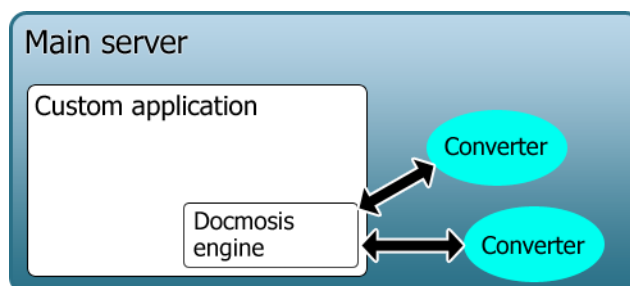 Main server
Custom application
Converter
Docmosis
engine
Converter